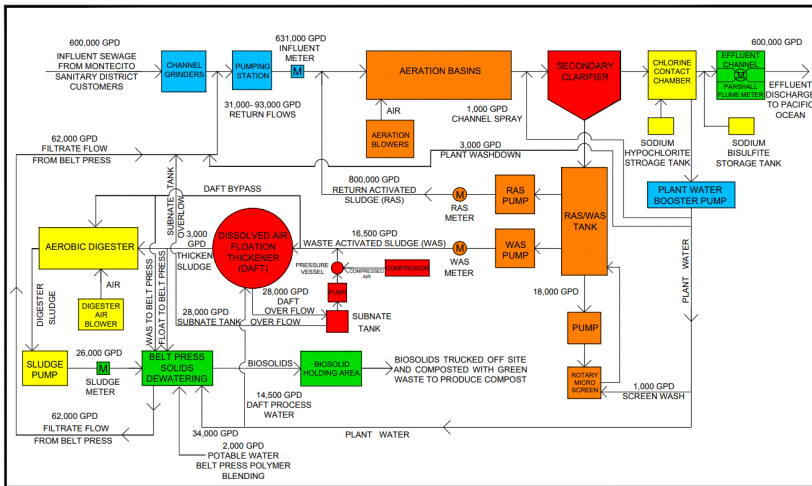 600,000 GPD
INFLUENT SEWAGE
FROM MONTECITO
SANITARY DISTRICT
CUSTOMERS
CHANNEL
GRINDERS
PUMPING
STATION
631,000 GPD
INFLUENT
METER
M
31,000- 93,000 GPD
RETURN FLOWS
AERATION BASINS
AIR
AERATION
BLOWERS
1,000 GPD
CHANNEL SPRAY
SECONDARY
CLARIFIER
CHLORINE
CONTACT
CHAMBER
EFFLUENT
CHANNEL
M
PARSHALL
FLUME METER
600,000 GPD
EFFLUENT
DISCHARGE
TO PACIFIC
OCEAN
SODIUM
HYPOCHLORITE
STROAGE TANK
SODIUM
BISULFITE
STORAGE TANK
3,000 GPD
PLANT WASHDOWN
62,000 GPD
FILTRATE FLOW
FROM BELT PRESS
SUBNATE TANK
OVERLOW
800,000 GPD
RETURN ACTIVATED
SLUDGE (RAS)
M
RAS
METER
RAS
PUMP
RAS/WAS
TANK
PLANT WATER
BOOSTER PUMP
DAFT BYPASS
AEROBIC DIGESTER
3,000
GPD
THICKEN
SLUDGE
DISSOLVED AIR
FLOATION
THICKENER
(DAFT)
16,500 GPD
WASTE ACTIVATED SLUDGE (WAS)
M
WAS
METER
WAS
PUMP
PRESSURE
VESSEL
COMPRESSED
AIR
COMPRESSOR
PUMP
SUBNATE
TANK
28,000 GPD
DAFT
OVER FLOW
28,000 GPD
SUBNATE TANK
OVER FLOW
AIR
DIGESTER
AIR
BLOWER
DIGESTER
SLUDGE
WAS TO BELT PRESS
FLOAT TO BELT PRESS
18,000 GPD
PUMP
ROTARY
MICRO
SCREEN
1,000 GPD
SCREEN WASH
PLANT WATER
SLUDGE
PUMP
26,000 GPD
M
SLUDGE
METER
BELT PRESS
SOLIDS
DEWATERING
BIOSOLIDS
BIOSOLID
HOLDING AREA
BIOSOLIDS TRUCKED OFF SITE
AND COMPOSTED WITH GREEN
WASTE TO PRODUCE COMPOST
14,500 GPD
DAFT PROCESS
WATER
62,000 GPD
FILTRATE FLOW
FROM BELT PRESS
34,000 GPD
PLANT WATER
2,000 GPD
POTABLE WATER
BELT PRESS POLYMER
BLENDING